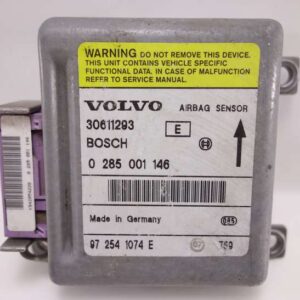 WARNING DO NOT REMOVE THIS DEVICE.
THIS UNIT CONTAINS VEHICLE SPECIFIC
FUNCTIONAL DATA. IN CASE OF MALFUNCTION
REFER TO SERVICE MANUAL.
VOLVO AIRBAG SENSOR
30611293 E
BOSCH
0 285 001 146
Made in Germany
97 254 1074 E 769